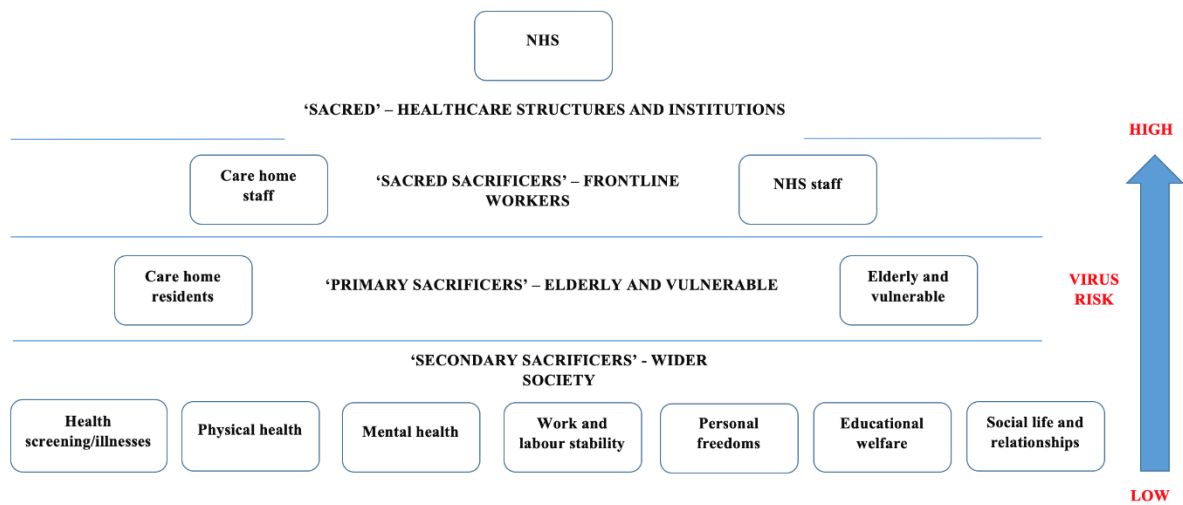 NHS
‘SACRED’ – HEALTHCARE STRUCTURES AND INSTITUTIONS
HIGH
Care home
staff
‘SACRED SACRIFICERS’ – FRONTLINE
WORKERS
NHS staff
Care home
residents
‘PRIMARY SACRIFICERS’ – ELDERLY AND VULNERABLE
Elderly and
vulnerable
VIRUS
RISK
‘SECONDARY SACRIFICERS’ - WIDER
SOCIETY
Health
screening/illnesses
Physical health
Mental health
Work and
labour stability
Personal
freedoms
Educational
welfare
Social life and
relationships
LOW